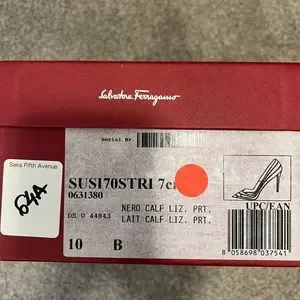 Salvatore Ferragamo
Serial Nr.
Saks Fifth Avenue
64A
SUSI70STRI 7c
0631380
DS U 44843
NERO CALF LIZ. PRT.
LAIT CALF LIZ. PRT.
UPC/EAN
10 B
8 058698 037541